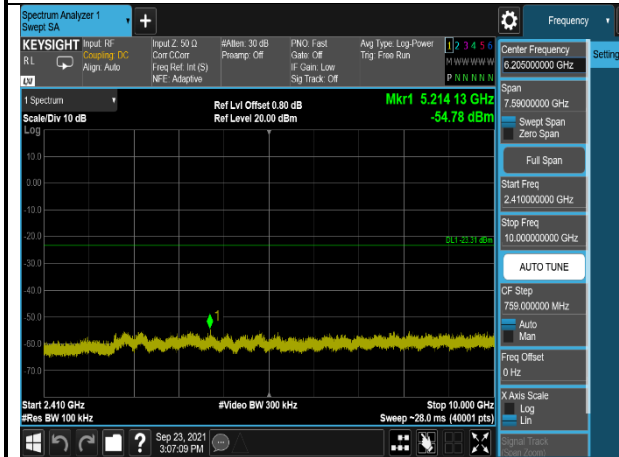 Spectrum Analyzer 1
Swept SA
+
Frequency
KEYSIGHT
Input: RF
Coupling: DC
Align: Auto
RL
LXI
Input Z: 50 Ω
Corr CCorr
Freq Ref: Int (S)
NFE: Adaptive
#Atten: 30 dB
Preamp: Off
PNO: Fast
Gate: Off
IF Gain: Low
Sig Track: Off
Avg Type: Log-Power
Trig: Free Run
1 2 3 4 5 6
M W W W W W
P N N N N N
Center Frequency
6.205000000 GHz
Settings
Span
7.59000000 GHz
Swept Span
Zero Span
Full Span
Start Freq
2.410000000 GHz
Stop Freq
10.000000000 GHz
AUTO TUNE
CF Step
759.000000 MHz
Auto
Man
Freq Offset
0 Hz
X Axis Scale
Log
Lin
Signal Track
(Span Zoom)
1 Spectrum
Scale/Div 10 dB
Log
Ref Lvl Offset 0.80 dB
Ref Level 20.00 dBm
Mkr1 5.214 13 GHz
-54.78 dBm
10.0
0.00
-10.0
-20.0
DL1 -23.31 dBm
-30.0
-40.0
-50.0
1
-60.0
-70.0
Start 2.410 GHz
#Res BW 100 kHz
#Video BW 300 kHz
Stop 10.000 GHz
Sweep ~28.0 ms (40001 pts)
?
Sep 23, 2021
3:07:09 PM